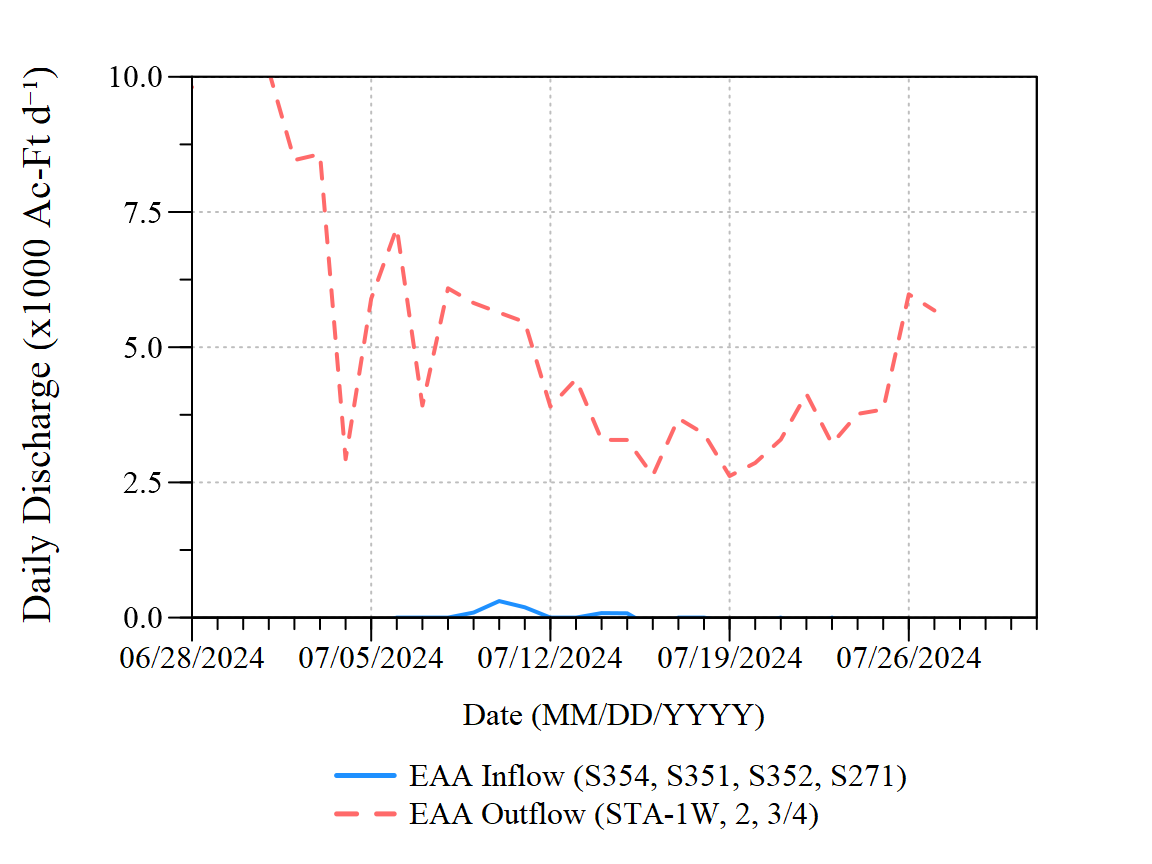 Daily Discharge (x1000 Ac-Ft d⁻¹)
10.0
7.5
5.0
2.5
0.0
06/28/2024 07/05/2024 07/12/2024 07/19/2024 07/26/2024
Date (MM/DD/YYYY)
EAA Inflow (S354, S351, S352, S271)
EAA Outflow (STA-1W, 2, 3/4)